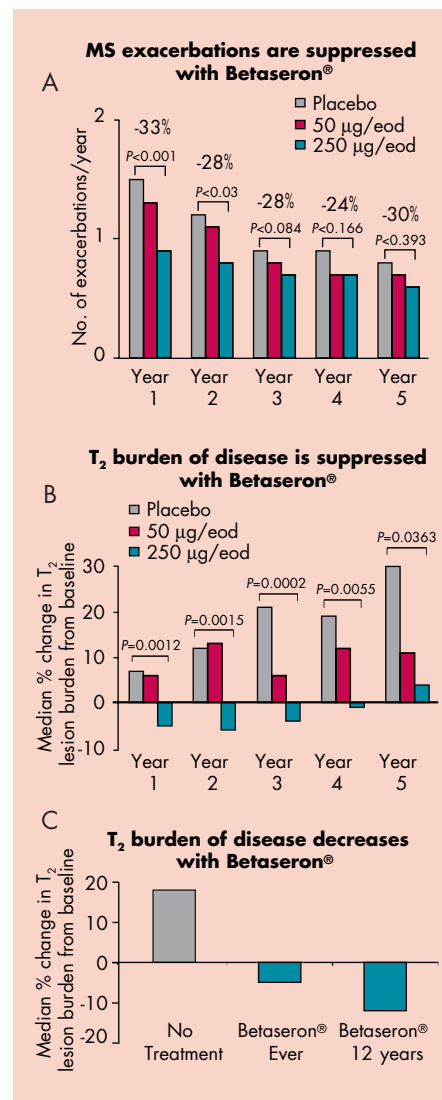 A
MS exacerbations are suppressed
with Betaseron®
Placebo
50 µg/eod
250 µg/eod
No. of exacerbations/year
2
1
0
-33%
P<0.001
-28%
P<0.03
-28%
P<0.084
-24%
P<0.166
-30%
P<0.393
Year
1
Year
2
Year
3
Year
4
Year
5
T₂ burden of disease is suppressed
with Betaseron®
B
Placebo
50 µg/eod
250 µg/eod
Median % change in T₂
lesion burden from baseline
30
20
10
0
-10
P=0.0012
P=0.0015
P=0.0002
P=0.0055
P=0.0363
Year
1
Year
2
Year
3
Year
4
Year
5
C
T₂ burden of disease decreases
with Betaseron®
Median % change in T₂
lesion burden from baseline
20
10
0
-10
-20
No
Treatment
Betaseron®
Ever
Betaseron®
12 years